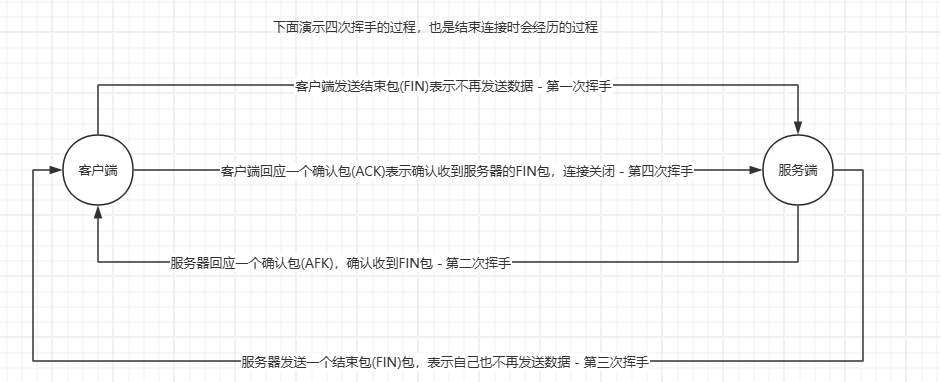 下面演示四次挥手的过程，也是结束连接时会经历的过程
客户端发送结束包(FIN)表示不再发送数据 - 第一次挥手
客户端
客户端回应一个确认包(ACK)表示确认收到服务器的FIN包，连接关闭 - 第四次挥手
服务端
服务器回应一个确认包(AFK)，确认收到FIN包 - 第二次挥手
服务器发送一个结束包(FIN)包，表示自己也不再发送数据 - 第三次挥手